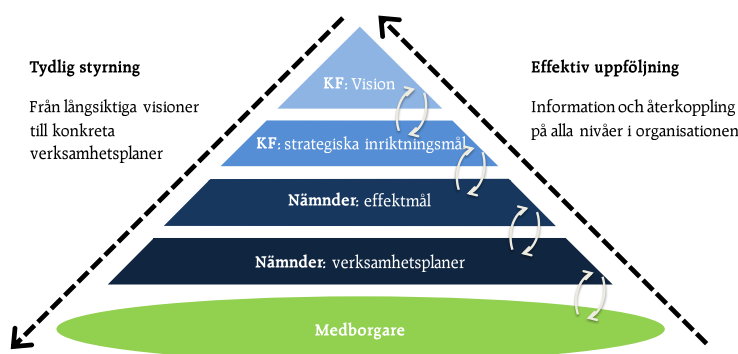 Tydlig styrning
Från långsiktiga visioner
till konkreta
verksamhetsplaner
Effektiv uppföljning
Information och återkoppling
på alla nivåer i organisationen
KF: Vision
KF: strategiska inriktningsmål
Nämnder: effektmål
Nämnder: verksamhetsplaner
Medborgare